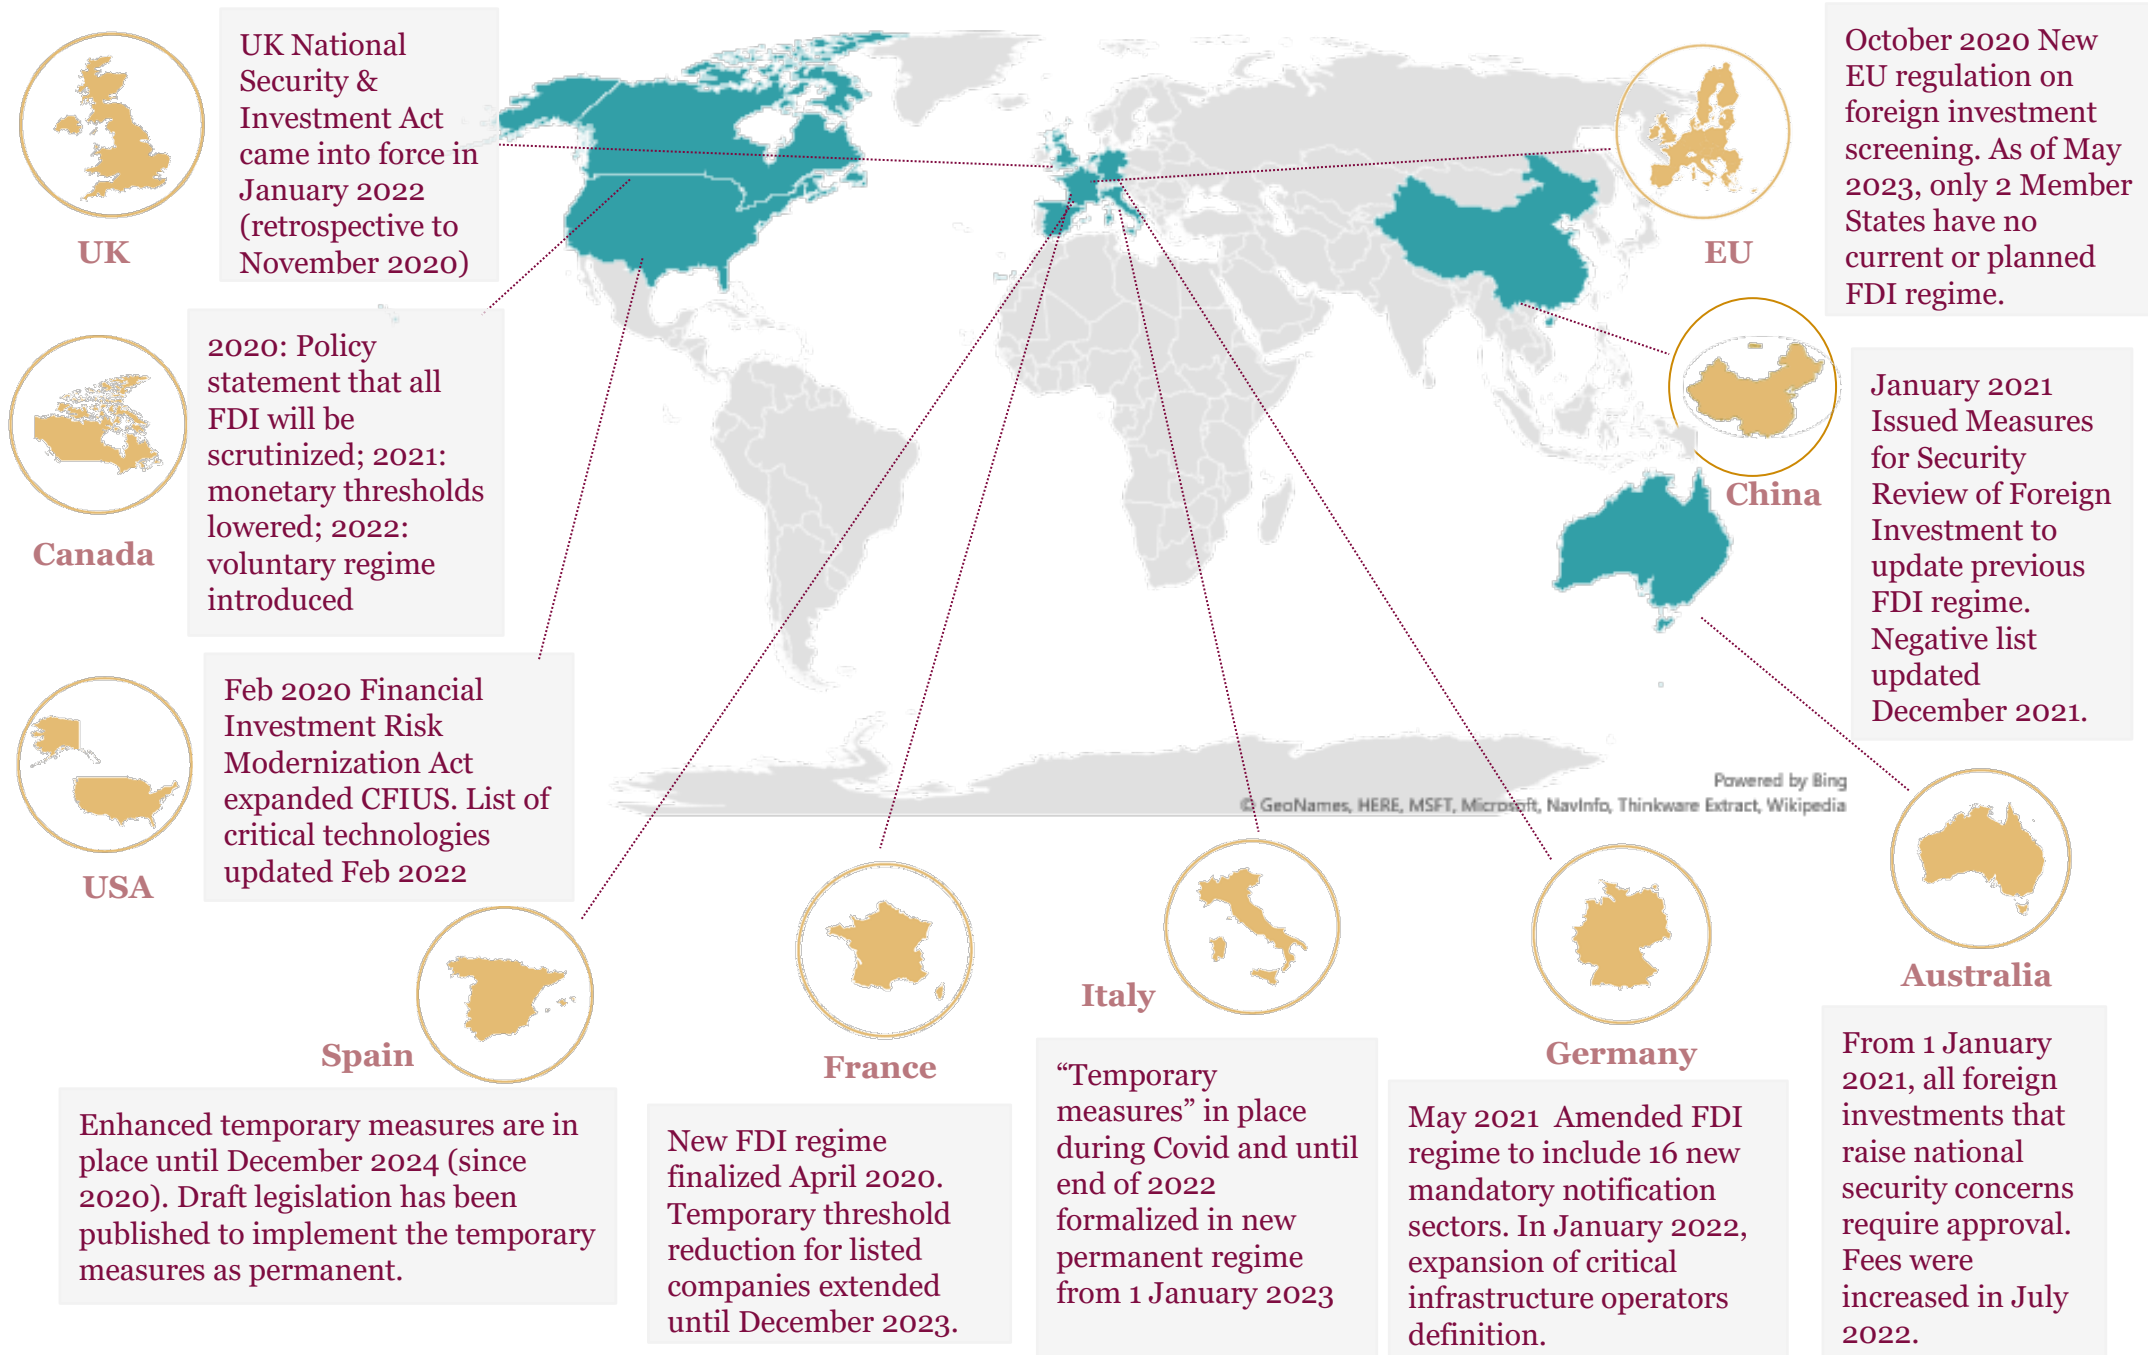 UK National
Security &
Investment Act
came into force in
January 2022
(retrospective to
November 2020)
UK
October 2020 New
EU regulation on
foreign investment
screening. As of May
2023, only 2 Member
States have no
current or planned
FDI regime.
EU
2020: Policy
statement that all
FDI will be
scrutinized; 2021:
monetary thresholds
lowered; 2022:
voluntary regime
introduced
Canada
January 2021
Issued Measures
for Security
Review of Foreign
Investment to
update previous
FDI regime.
Negative list
updated
December 2021.
China
Feb 2020 Financial
Investment Risk
Modernization Act
expanded CFIUS. List of
critical technologies
updated Feb 2022
USA
Powered by Bing
© GeoNames, HERE, MSFT, Microsoft, NavInfo, Thinkware Extract, Wikipedia
Spain
Enhanced temporary measures are in
place until December 2024 (since
2020). Draft legislation has been
published to implement the temporary
measures as permanent.
France
New FDI regime
finalized April 2020.
Temporary threshold
reduction for listed
companies extended
until December 2023.
Italy
“Temporary
measures” in place
during Covid and until
end of 2022
formalized in new
permanent regime
from 1 January 2023
Germany
May 2021  Amended FDI
regime to include 16 new
mandatory notification
sectors. In January 2022,
expansion of critical
infrastructure operators
definition.
Australia
From 1 January
2021, all foreign
investments that
raise national
security concerns
require approval.
Fees were
increased in July
2022.